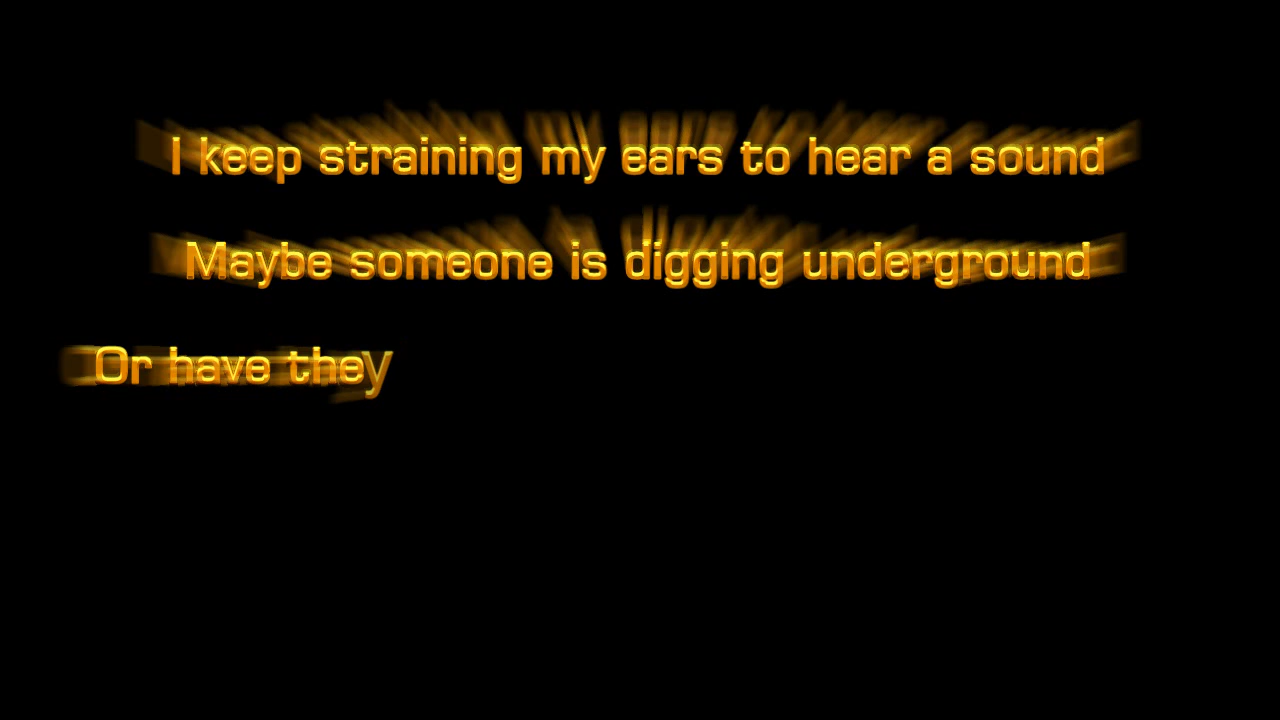 I keep straining my ears to hear a sound
Maybe someone is digging underground
Or have they